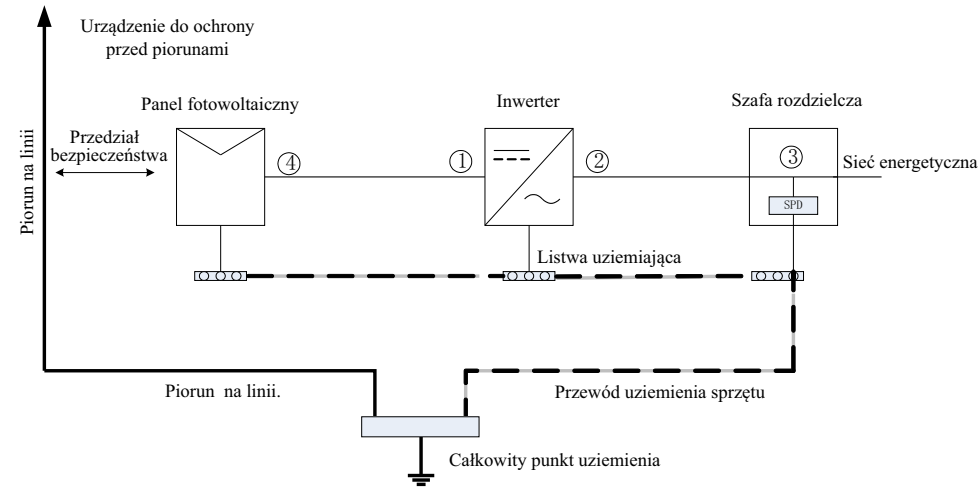 Urządzenie do ochrony
przed piorunami
Panel fotowoltaiczny
Inwerter
Szafa rozdzielcza
Piorun na linii
Przedział
bezpieczeństwa
④
①
②
③
Sieć energetyczna
SPD
Listwa uziemiająca
Piorun na linii.
Przewód uziemienia sprzętu
Całkowity punkt uziemienia